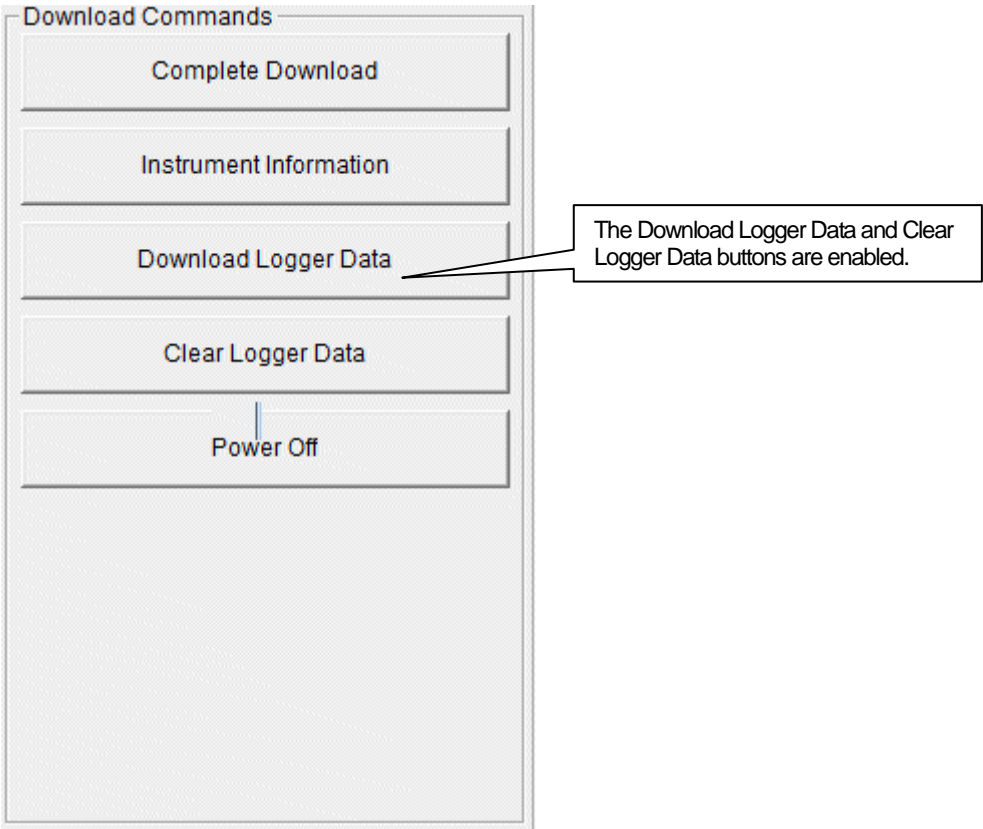 Download Commands
Complete Download
Instrument Information
Download Logger Data
The Download Logger Data and Clear
Logger Data buttons are enabled.
Clear Logger Data
Power Off